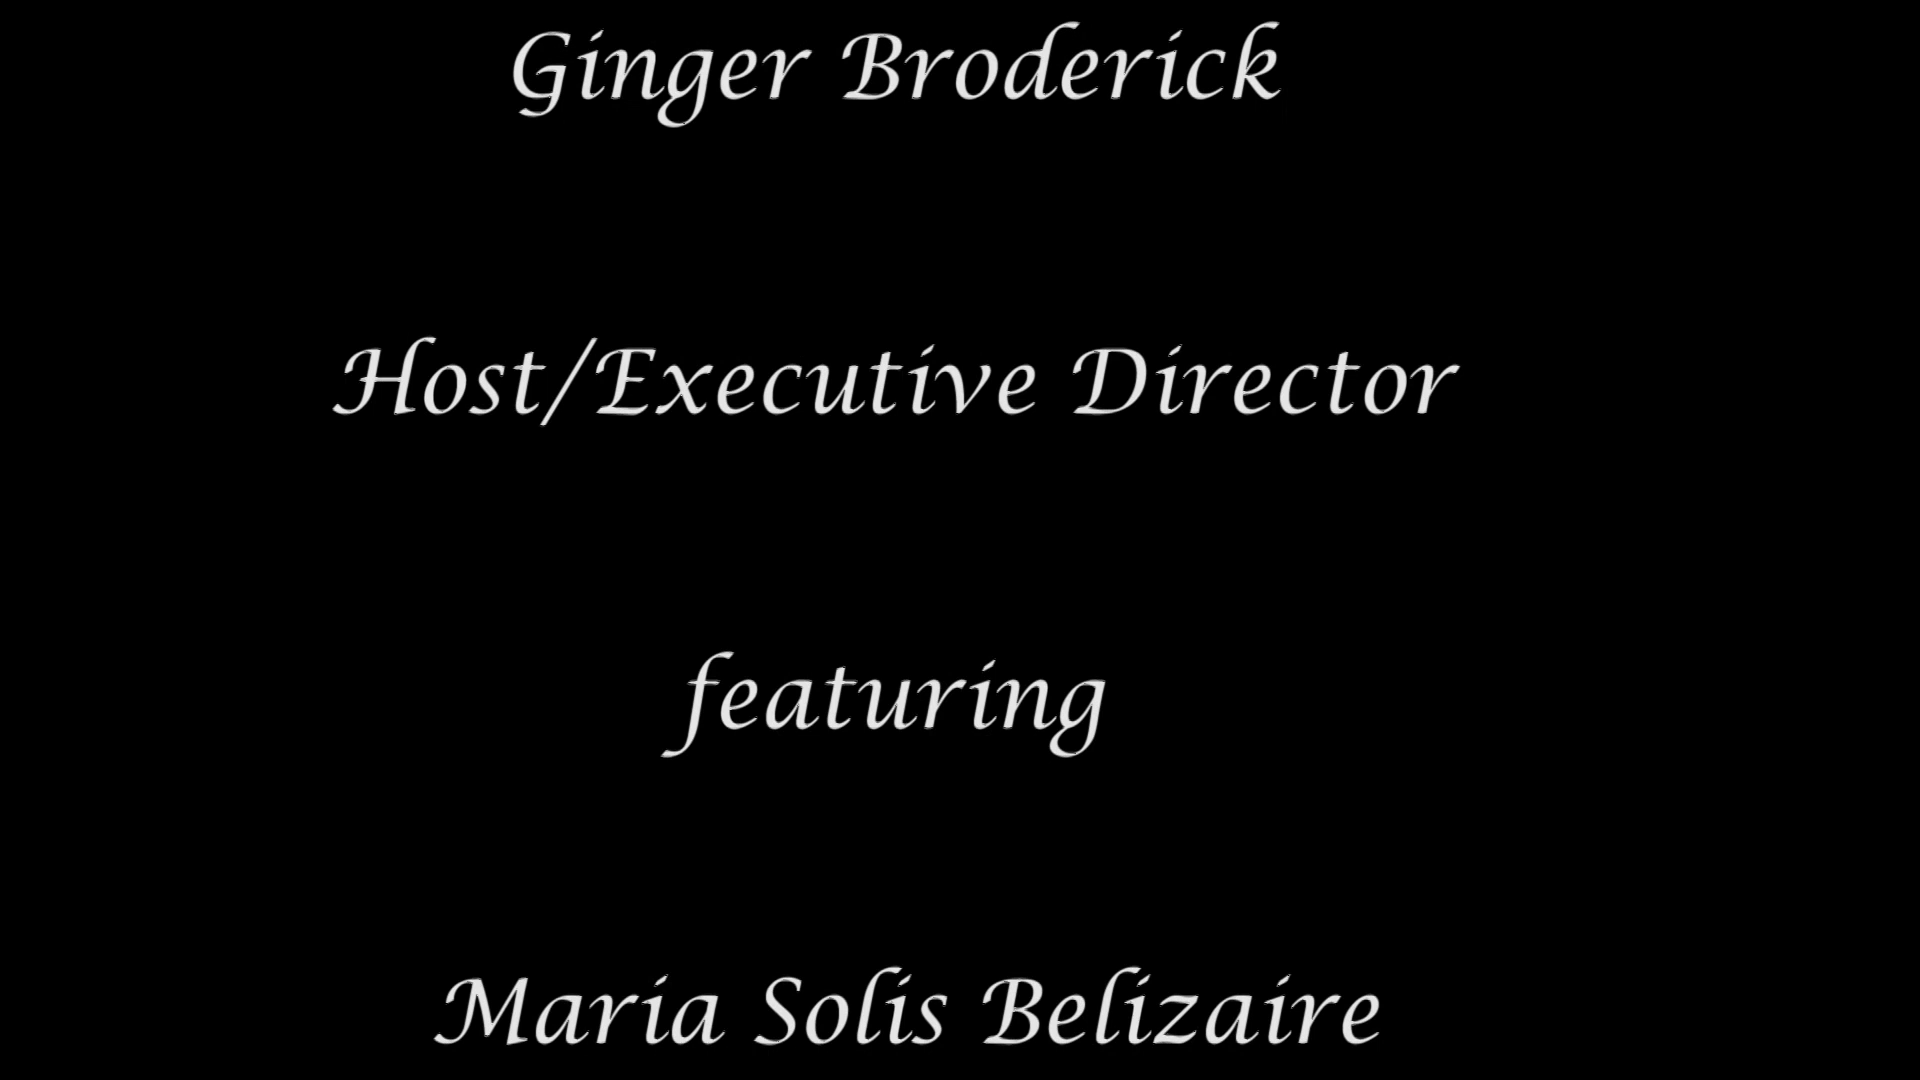 Ginger Broderick
Host/Executive Director
featuring
Maria Solis Belizaire